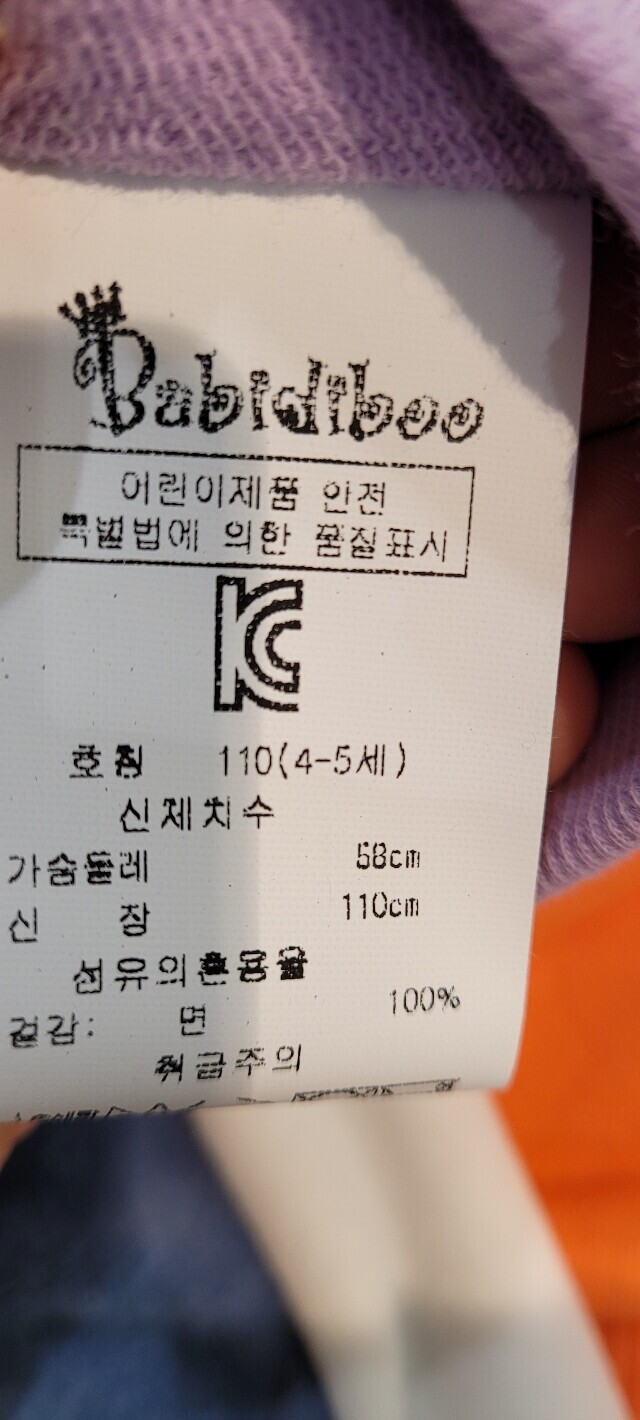 Babidiboo
어린이제품 안전
특별법에 의한 품질표시
KC
호칭 110(4-5세)
신체치수
가슴둘레 58cm
신 장 110cm
섬유의혼용율
겉감: 면 100%
취급주의